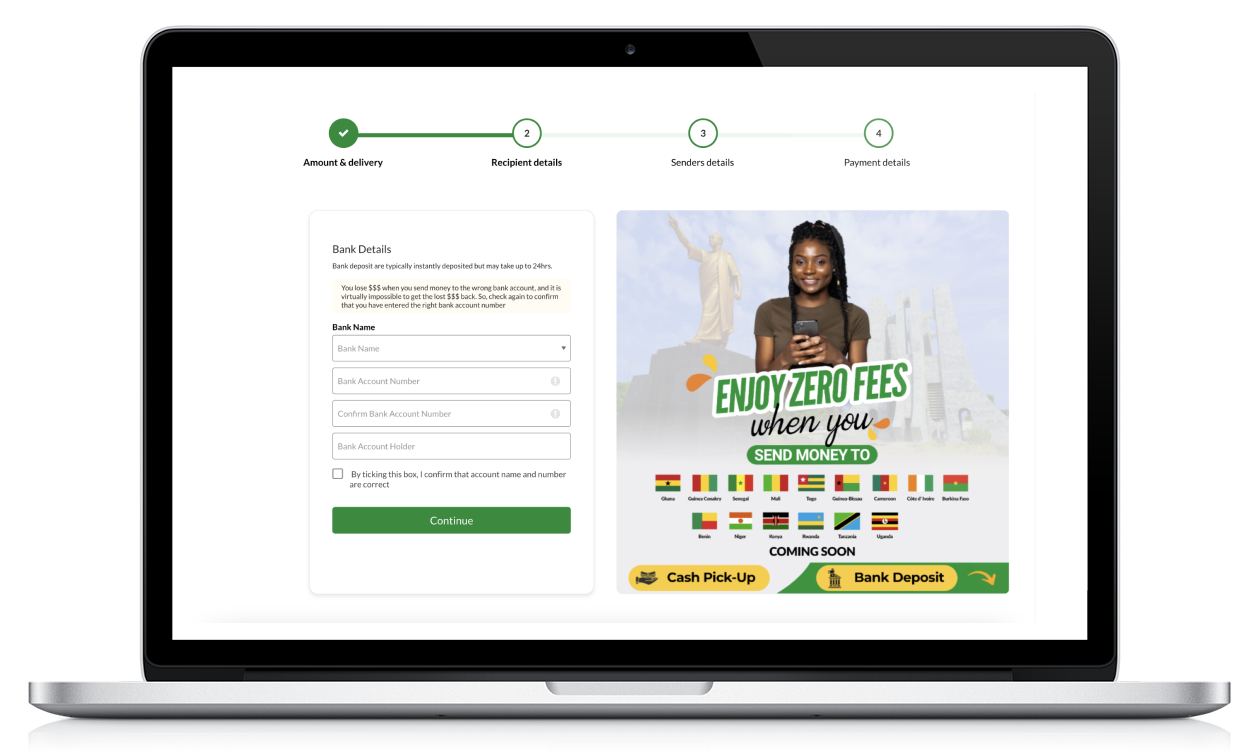 2
3
4
Amount & delivery
Recipient details
Senders details
Payment details
Bank Details
Bank deposit are typically instantly deposited but may take up to 24hrs.
You lose $$$ when you send money to the wrong bank account, and it is
virtually impossible to get the lost $$$ back. So, check again to confirm
that you have entered the right bank account number
Bank Name
Bank Name
Bank Account Number
Confirm Bank Account Number
Bank Account Holder
By ticking this box, I confirm that account name and number
are correct
Continue
ENJOY ZERO FEES
when you
SEND MONEY TO
Ghana Guinea Conakry Senegal Mali Togo Guinea-Bissau Cameroon Côte d'Ivoire Burkina Faso
Benin Niger Kenya Rwanda Tanzania Uganda
COMING SOON
Cash Pick-Up
Bank Deposit